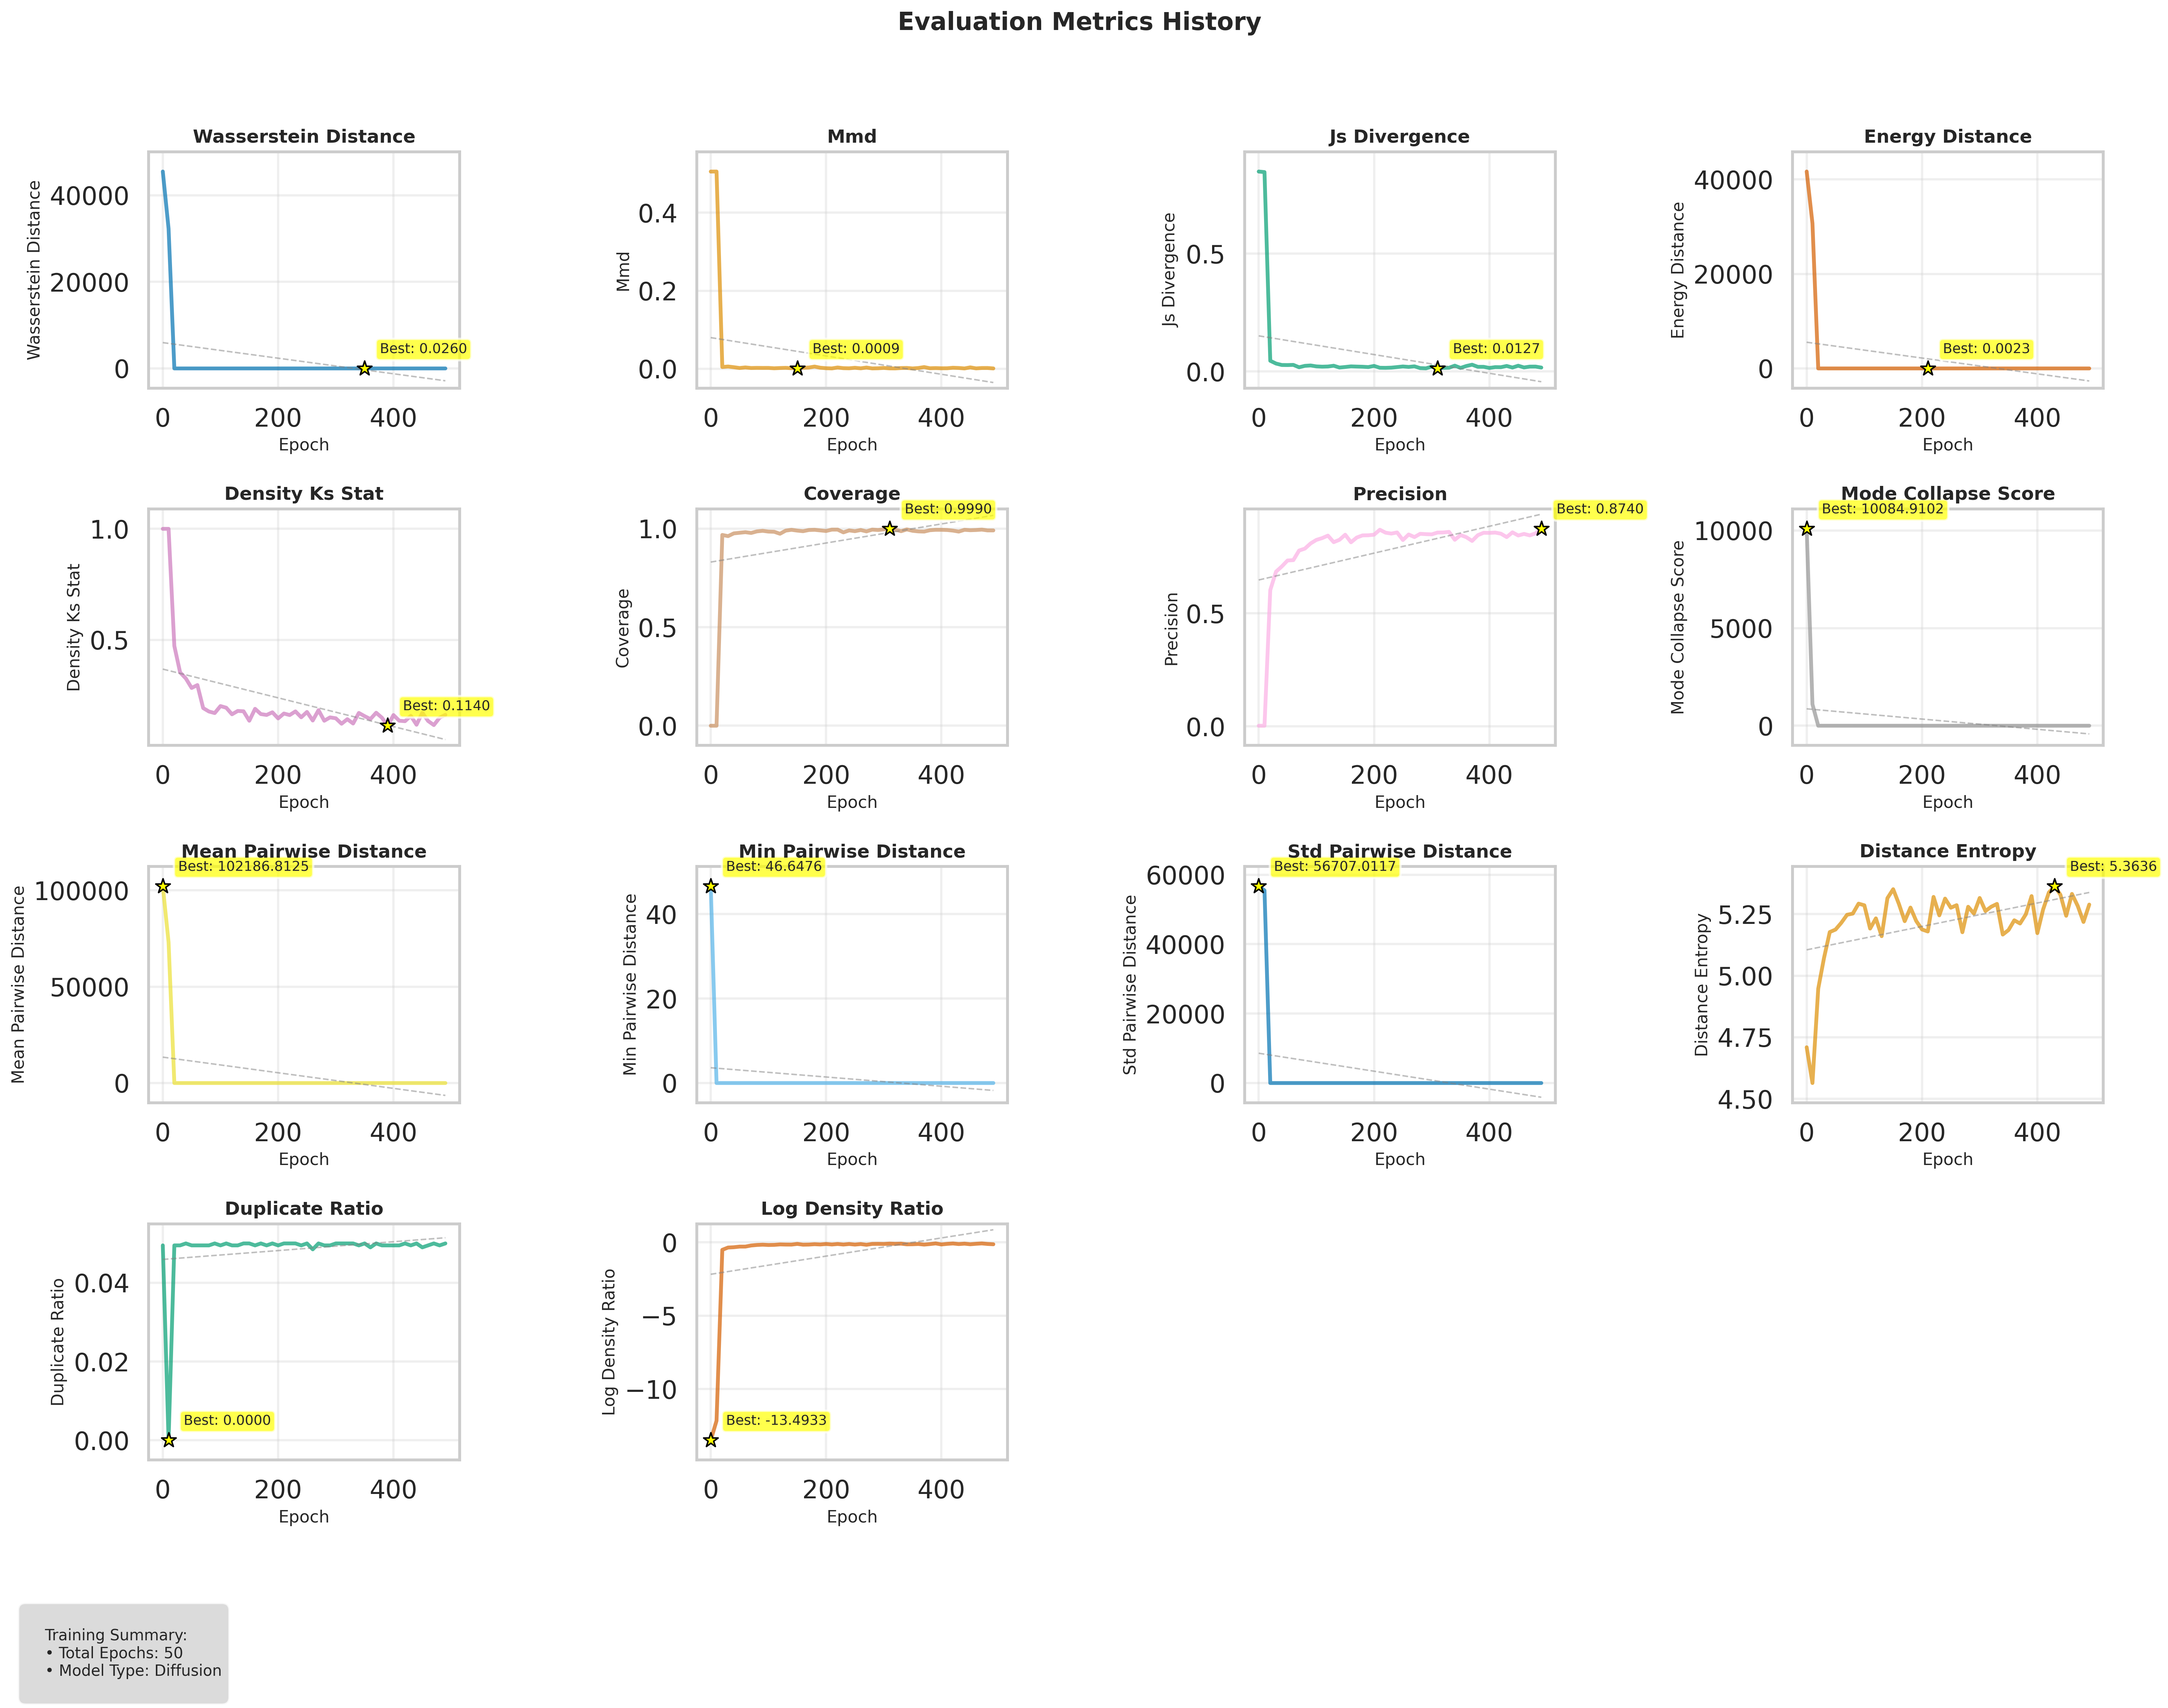 Evaluation Metrics History
Wasserstein Distance
Wasserstein Distance
40000
20000
0
Best: 0.0260
0 200 400
Epoch
Mmd
Mmd
0.4
0.2
0.0
Best: 0.0009
0 200 400
Epoch
Js Divergence
Js Divergence
0.5
0.0
Best: 0.0127
0 200 400
Epoch
Energy Distance
Energy Distance
40000
20000
0
Best: 0.0023
0 200 400
Epoch
Density Ks Stat
Density Ks Stat
1.0
0.5
Best: 0.1140
0 200 400
Epoch
Coverage
Coverage
Best: 0.9990
1.0
0.5
0.0
0 200 400
Epoch
Precision
Precision
Best: 0.8740
0.5
0.0
0 200 400
Epoch
Mode Collapse Score
Mode Collapse Score
Best: 10084.9102
10000
5000
0
0 200 400
Epoch
Mean Pairwise Distance
Mean Pairwise Distance
Best: 102186.8125
100000
50000
0
0 200 400
Epoch
Min Pairwise Distance
Min Pairwise Distance
Best: 46.6476
40
20
0
0 200 400
Epoch
Std Pairwise Distance
Std Pairwise Distance
Best: 56707.0117
60000
40000
20000
0
0 200 400
Epoch
Distance Entropy
Distance Entropy
Best: 5.3636
5.25
5.00
4.75
4.50
0 200 400
Epoch
Duplicate Ratio
Duplicate Ratio
0.04
0.02
0.00
Best: 0.0000
0 200 400
Epoch
Log Density Ratio
Log Density Ratio
0
−5
−10
Best: -13.4933
0 200 400
Epoch
Training Summary:
• Total Epochs: 50
• Model Type: Diffusion